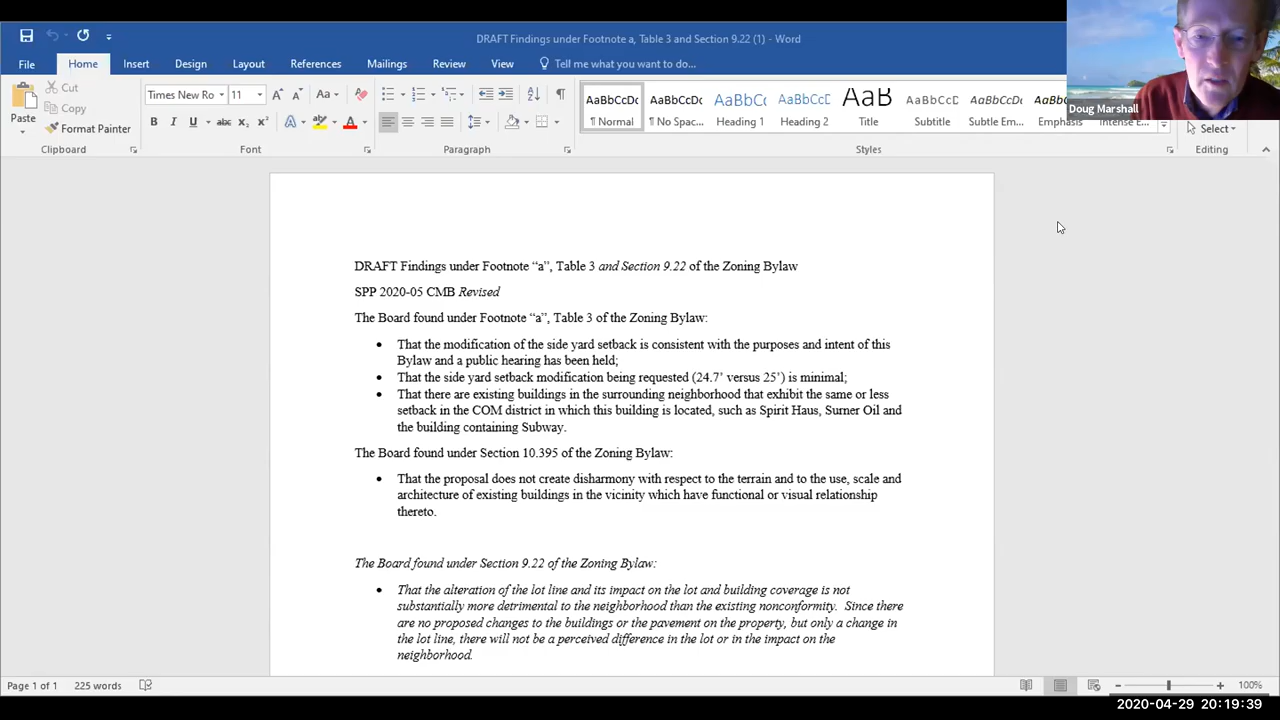 DRAFT Findings under Footnote a, Table 3 and Section 9.22 (1) - Word
File Home Insert Design Layout References Mailings Review View Tell me what you want to do...
Doug Marshall
Paste
Cut
Copy
Format Painter
Clipboard
Times New Ro 11
Font
Paragraph
AaBbCcDc AaBbCcDc AaBbC AaBbCc AaB AaBbCcD AaBbCcDc AaBb
¶ Normal ¶ No Spac... Heading 1 Heading 2 Title Subtitle Subtle Em... Emphasis Intense E...
Styles
Select
Editing
DRAFT Findings under Footnote “a”, Table 3 and Section 9.22 of the Zoning Bylaw
SPP 2020-05 CMB Revised
The Board found under Footnote “a”, Table 3 of the Zoning Bylaw:
• That the modification of the side yard setback is consistent with the purposes and intent of this
Bylaw and a public hearing has been held;
• That the side yard setback modification being requested (24.7’ versus 25’) is minimal;
• That there are existing buildings in the surrounding neighborhood that exhibit the same or less
setback in the COM district in which this building is located, such as Spirit Haus, Surner Oil and
the building containing Subway.
The Board found under Section 10.395 of the Zoning Bylaw:
• That the proposal does not create disharmony with respect to the terrain and to the use, scale and
architecture of existing buildings in the vicinity which have functional or visual relationship
thereto.
The Board found under Section 9.22 of the Zoning Bylaw:
• That the alteration of the lot line and its impact on the lot and building coverage is not
substantially more detrimental to the neighborhood than the existing nonconformity. Since there
are no proposed changes to the buildings or the pavement on the property, but only a change in
the lot line, there will not be a perceived difference in the lot or in the impact on the
neighborhood.
Page 1 of 1 225 words 100%
2020-04-29 20:19:39